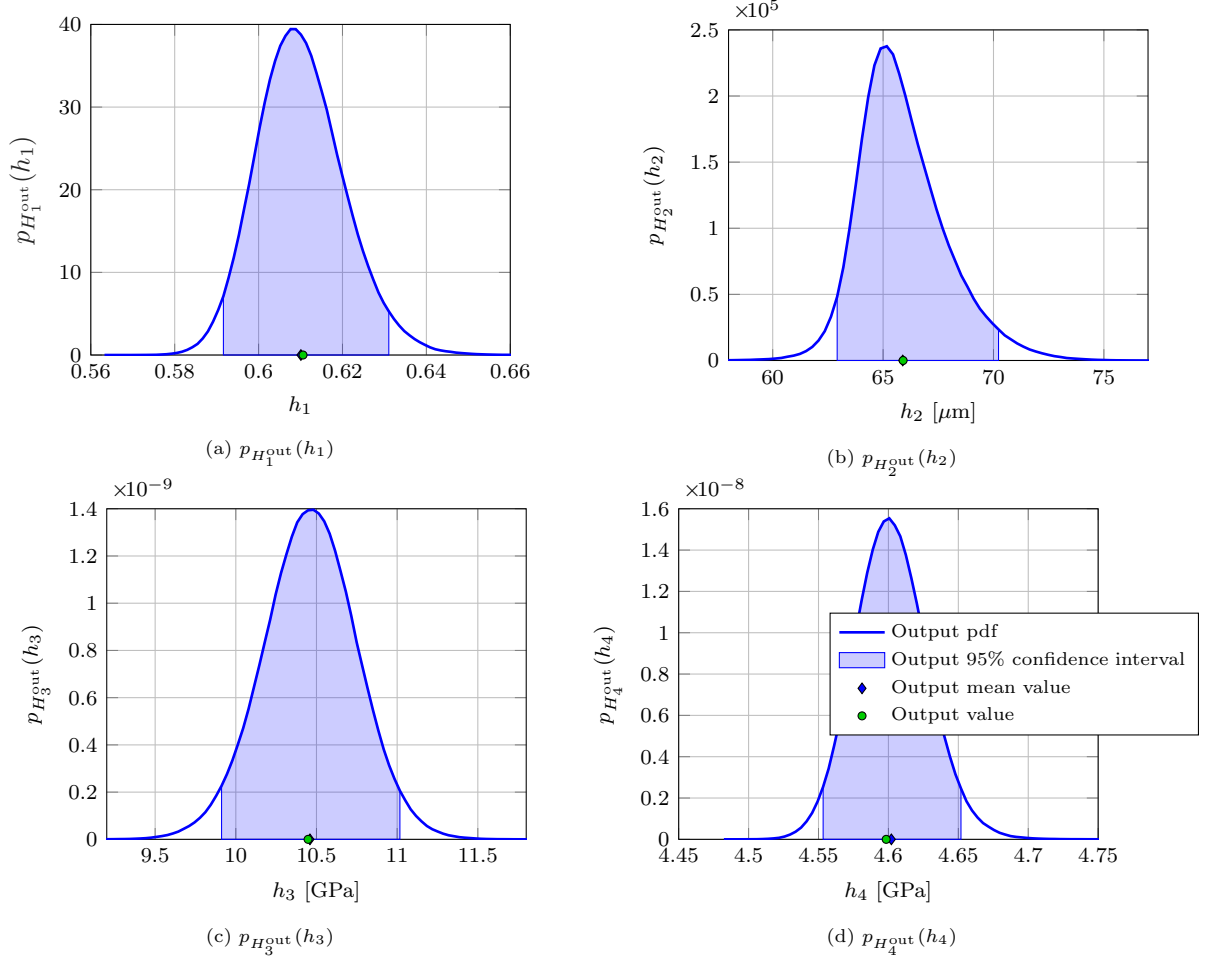 40
30
20
10
0
p_{H_1^{out}}(h_1)
0.56 0.58 0.6 0.62 0.64 0.66
h_1
(a) p_{H_1^{out}}(h_1)
×10^5
2.5
2
1.5
1
0.5
0
p_{H_2^{out}}(h_2)
60 65 70 75
h_2 [μm]
(b) p_{H_2^{out}}(h_2)
×10^{−9}
1.4
1.2
1
0.8
0.6
0.4
0.2
0
p_{H_3^{out}}(h_3)
9.5 10 10.5 11 11.5
h_3 [GPa]
(c) p_{H_3^{out}}(h_3)
×10^{−8}
1.6
1.4
1.2
1
0.8
0.6
0.4
0.2
0
p_{H_4^{out}}(h_4)
Output pdf
Output 95% confidence interval
Output mean value
Output value
4.45 4.5 4.55 4.6 4.65 4.7 4.75
h_4 [GPa]
(d) p_{H_4^{out}}(h_4)